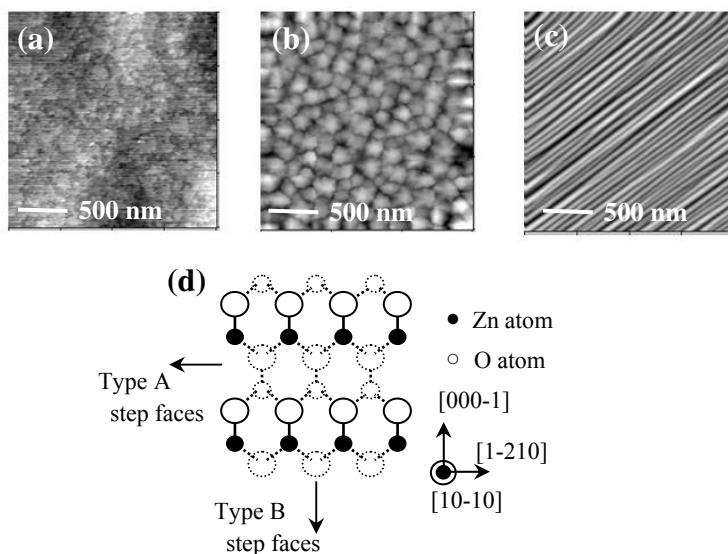 (a)
500 nm
(b)
500 nm
(c)
500 nm
(d)
Zn atom
O atom
Type A
step faces
[000-1]
[1-210]
[10-10]
Type B
step faces